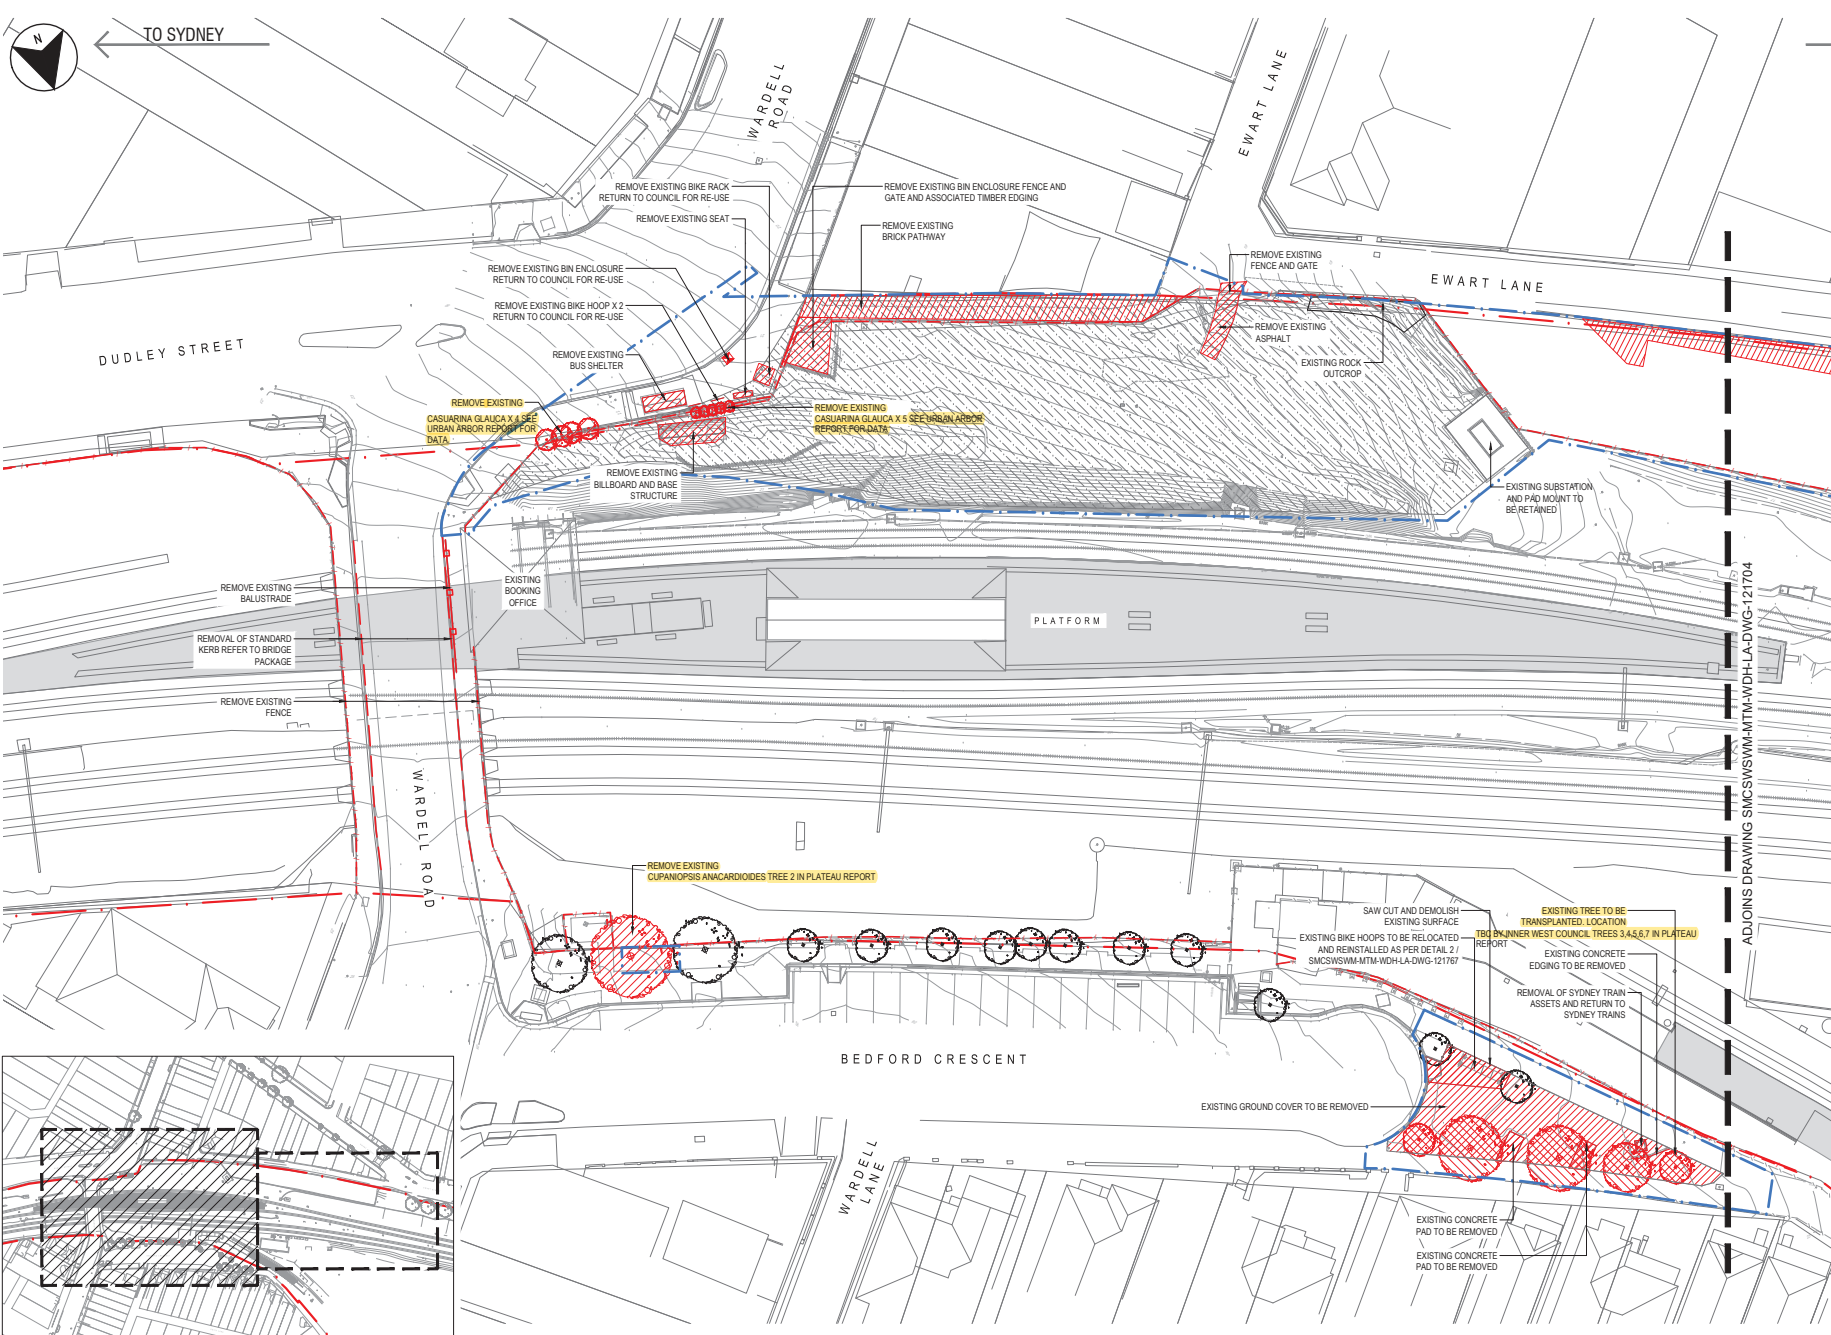 N
TO SYDNEY
WARDELL
ROAD
EWART LANE
REMOVE EXISTING BIKE RACK
RETURN TO COUNCIL FOR RE-USE
REMOVE EXISTING SEAT
REMOVE EXISTING BIN ENCLOSURE FENCE AND
GATE AND ASSOCIATED TIMBER EDGING
REMOVE EXISTING
BRICK PATHWAY
REMOVE EXISTING BIN ENCLOSURE
RETURN TO COUNCIL FOR RE-USE
REMOVE EXISTING BIKE HOOP X 2
RETURN TO COUNCIL FOR RE-USE
REMOVE EXISTING
FENCE AND GATE
EWART LANE
DUDLEY STREET
REMOVE EXISTING
BUS SHELTER
REMOVE EXISTING
ASPHALT
EXISTING ROCK
OUTCROP
REMOVE EXISTING
CASUARINA GLAUCA X 4 SEE
URBAN ARBOR REPORT FOR
DATA
REMOVE EXISTING
CASUARINA GLAUCA X 5 SEE URBAN ARBOR
REPORT FOR DATA
REMOVE EXISTING
BILLBOARD AND BASE
STRUCTURE
EXISTING SUBSTATION
AND PAD MOUNT TO
BE RETAINED
EXISTING
BOOKING
OFFICE
REMOVE EXISTING
BALUSTRADE
PLATFORM
REMOVAL OF STANDARD
KERB REFER TO BRIDGE
PACKAGE
REMOVE EXISTING
FENCE
ADJOINS DRAWING SMCSWSWM-MTM-WDH-LA-DWG-121704
WARDELL ROAD
REMOVE EXISTING
CUPANIOPSIS ANACARDIOIDES TREE 2 IN PLATEAU REPORT
SAW CUT AND DEMOLISH
EXISTING SURFACE
EXISTING BIKE HOOPS TO BE RELOCATED
AND REINSTALLED AS PER DETAIL 2 /
SMCSWSWM-MTM-WDH-LA-DWG-121767
EXISTING TREE TO BE
TRANSPLANTED. LOCATION
TBC BY INNER WEST COUNCIL TREES 3,4,5,6,7 IN PLATEAU
REPORT
EXISTING CONCRETE
EDGING TO BE REMOVED
REMOVAL OF SYDNEY TRAIN
ASSETS AND RETURN TO
SYDNEY TRAINS
BEDFORD CRESCENT
EXISTING GROUND COVER TO BE REMOVED
WARDELL
LANE
EXISTING CONCRETE
PAD TO BE REMOVED
EXISTING CONCRETE
PAD TO BE REMOVED